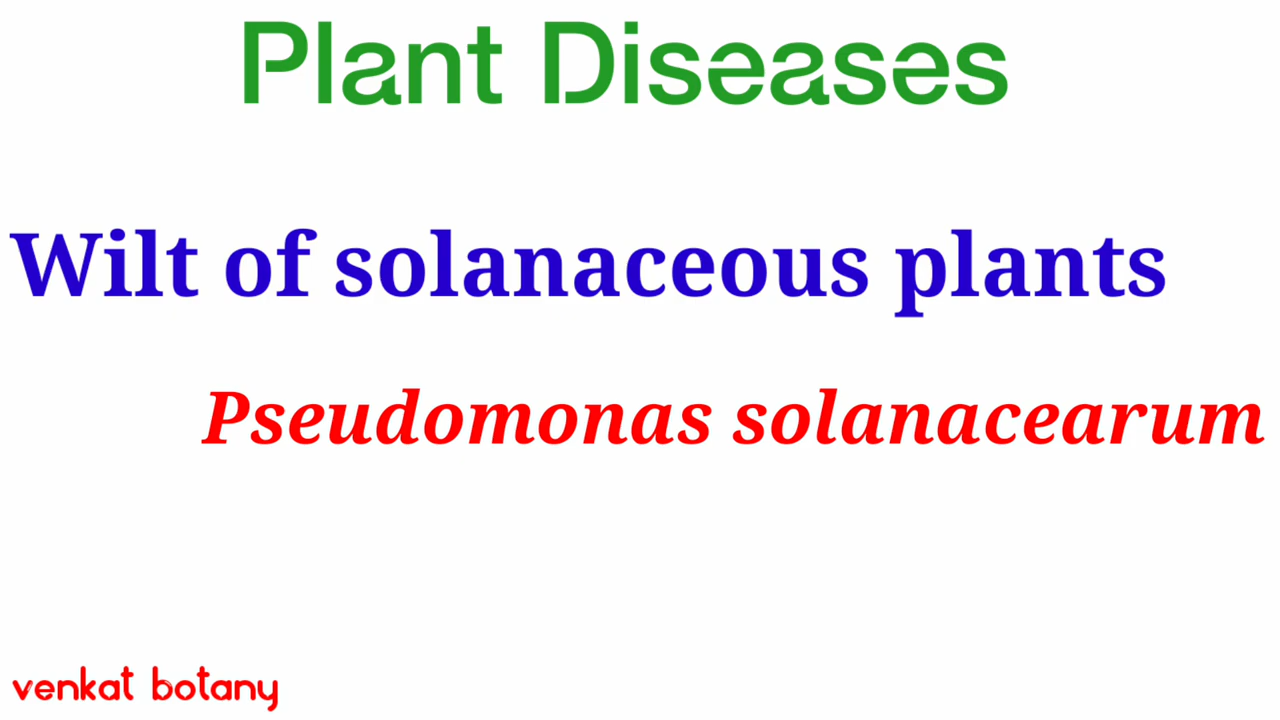 Plant Diseases
Wilt of solanaceous plants
Pseudomonas solanacearum
venkat botany